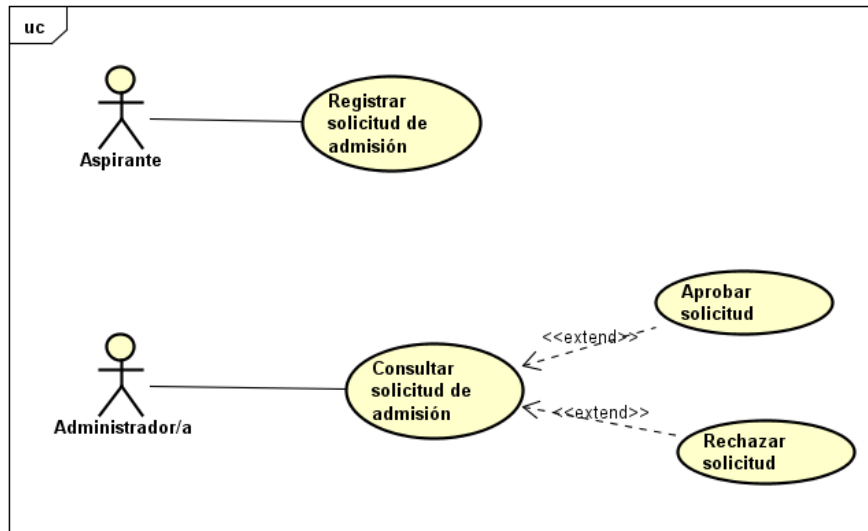 uc
Registrar
solicitud de
admisión
Aspirante
Aprobar
solicitud
<<extend>>
Consultar
solicitud de
admisión
<<extend>>
Administrador/a
Rechazar
solicitud